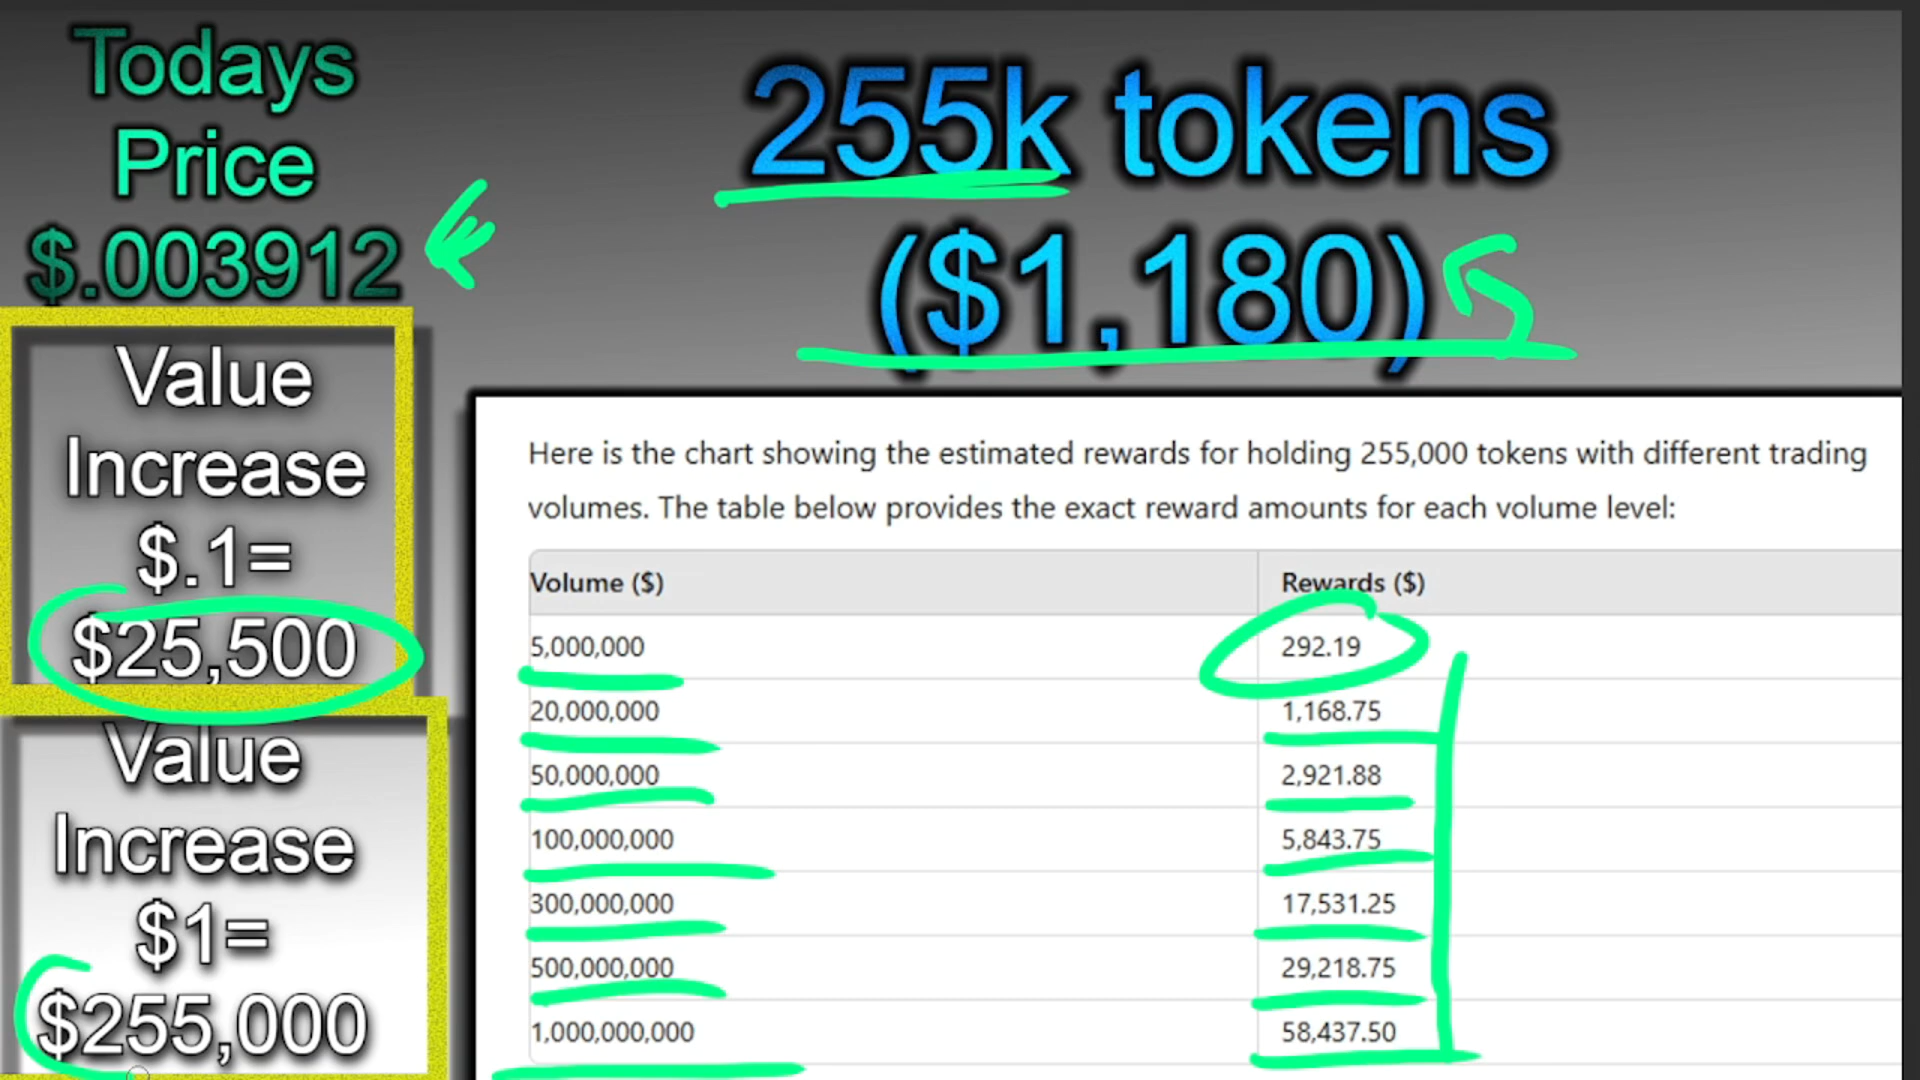 Todays
Price
$.003912
Value
Increase
$.1=
$25,500
Value
Increase
$1=
$255,000
255k tokens
($1,180)
Here is the chart showing the estimated rewards for holding 255,000 tokens with different trading
volumes. The table below provides the exact reward amounts for each volume level:
Volume ($) Rewards ($)
5,000,000 292.19
20,000,000 1,168.75
50,000,000 2,921.88
100,000,000 5,843.75
300,000,000 17,531.25
500,000,000 29,218.75
1,000,000,000 58,437.50